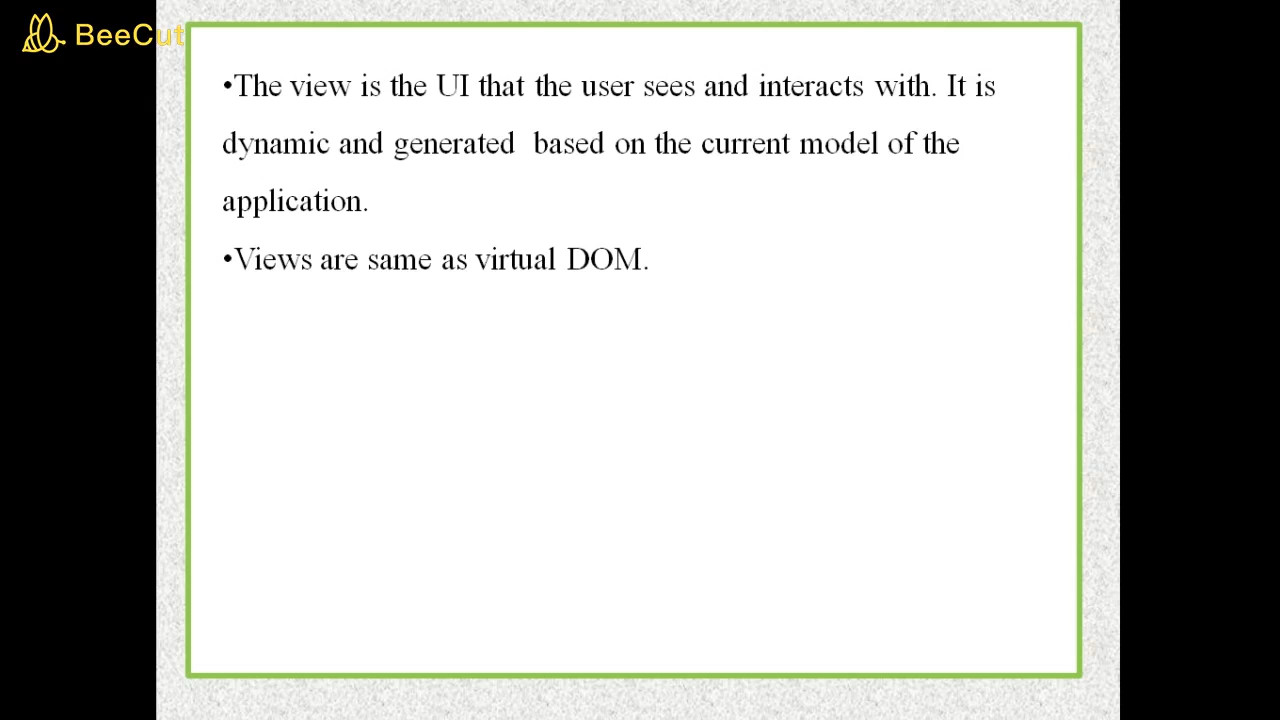 BeeCut
•The view is the UI that the user sees and interacts with. It is
dynamic and generated  based on the current model of the
application.
•Views are same as virtual DOM.